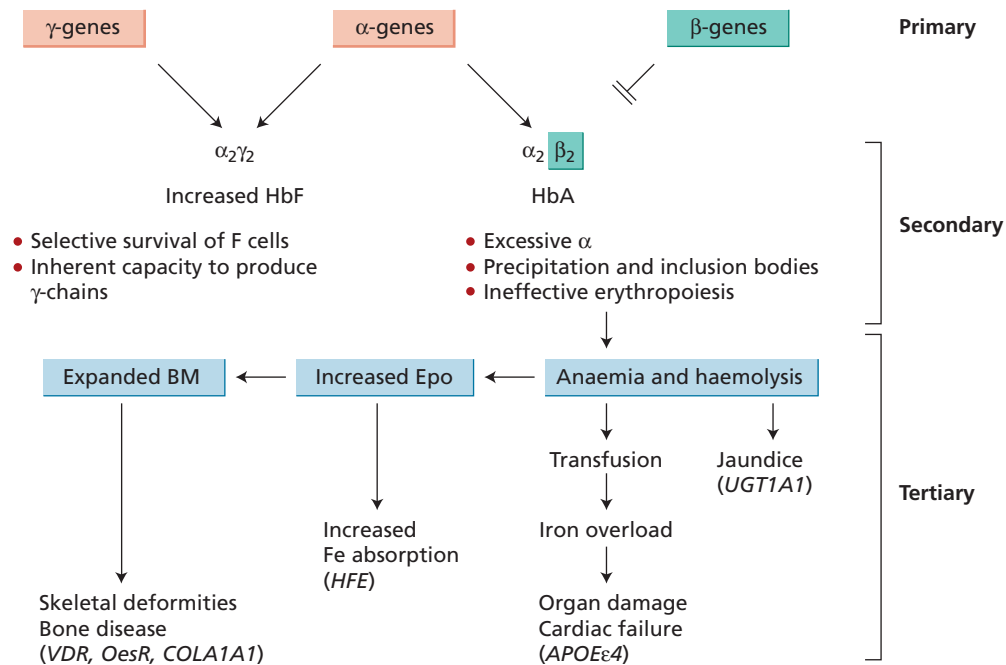 γ-genes
α-genes
β-genes
Primary
α₂γ₂
Increased HbF
α₂ β₂
HbA
• Selective survival of F cells
• Inherent capacity to produce
γ-chains
• Excessive α
• Precipitation and inclusion bodies
• Ineffective erythropoiesis
Secondary
Expanded BM
Increased Epo
Anaemia and haemolysis
Transfusion
Jaundice
(UGT1A1)
Iron overload
Increased
Fe absorption
(HFE)
Skeletal deformities
Bone disease
(VDR, OesR, COLA1A1)
Organ damage
Cardiac failure
(APOEε4)
Tertiary